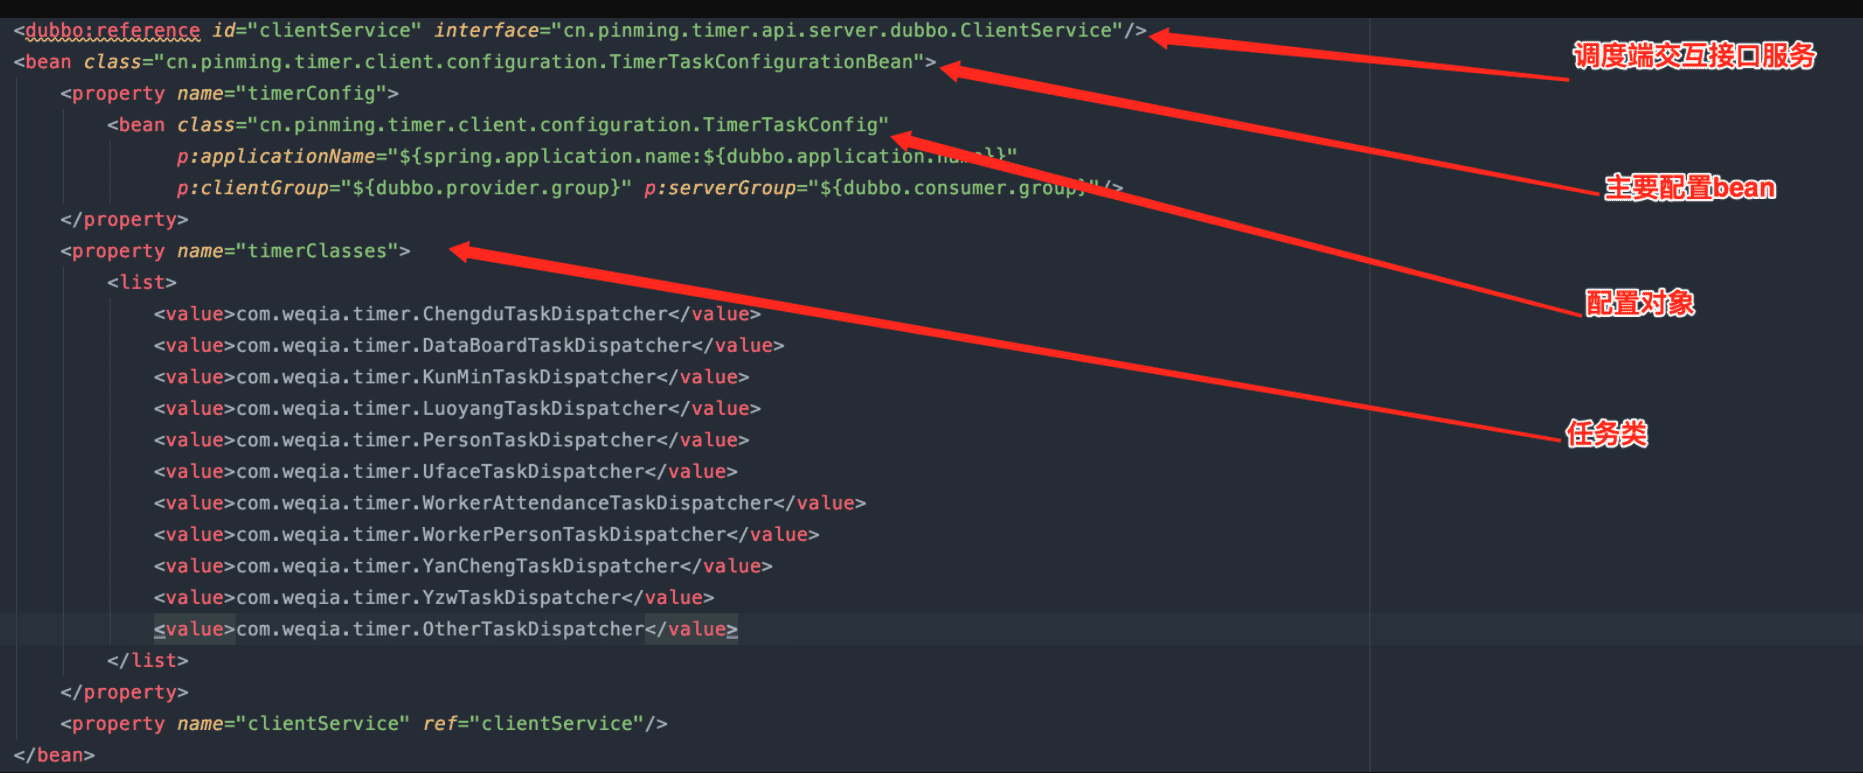 <dubbo:reference id="clientService" interface="cn.pinming.timer.api.server.dubbo.ClientService"/>
调度端交互接口服务
<bean class="cn.pinming.timer.client.configuration.TimerTaskConfigurationBean">
<property name="timerConfig">
<bean class="cn.pinming.timer.client.configuration.TimerTaskConfig"
p:applicationName="${spring.application.name:${dubbo.application.name}}"
p:clientGroup="${dubbo.provider.group}" p:serverGroup="${dubbo.consumer.group}"/>
主要配置bean
</property>
<property name="timerClasses">
<list>
配置对象
<value>com.weqia.timer.ChengduTaskDispatcher</value>
<value>com.weqia.timer.DataBoardTaskDispatcher</value>
<value>com.weqia.timer.KunMinTaskDispatcher</value>
<value>com.weqia.timer.LuoyangTaskDispatcher</value>
<value>com.weqia.timer.PersonTaskDispatcher</value>
任务类
<value>com.weqia.timer.UfaceTaskDispatcher</value>
<value>com.weqia.timer.WorkerAttendanceTaskDispatcher</value>
<value>com.weqia.timer.WorkerPersonTaskDispatcher</value>
<value>com.weqia.timer.YanChengTaskDispatcher</value>
<value>com.weqia.timer.YzwTaskDispatcher</value>
<value>com.weqia.timer.OtherTaskDispatcher</value>
</list>
</property>
<property name="clientService" ref="clientService"/>
</bean>